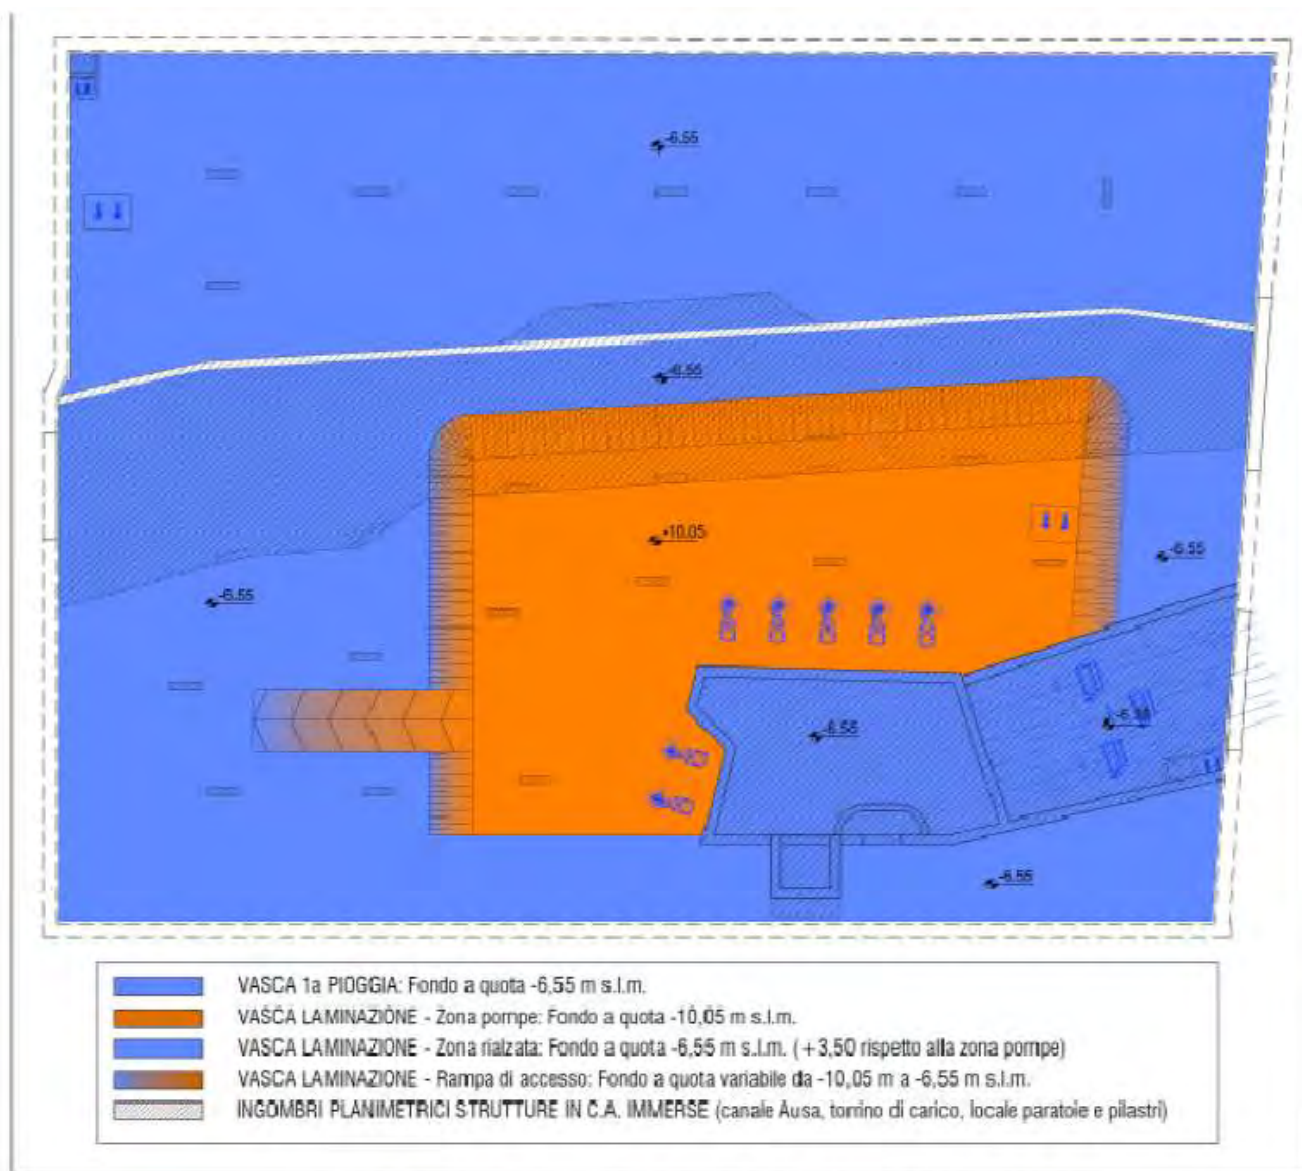 -6.55
-6.55
+10.05
-6.55
-6.55
-6.55
-6.55
VASCA 1a PIOGGIA: Fondo a quota -6,55 m s.l.m.
VASCA LAMINAZIONE - Zona pompe: Fondo a quota -10,05 m s.l.m.
VASCA LAMINAZIONE - Zona rialzata: Fondo a quota -6,55 m s.l.m. (+3,50 rispetto alla zona pompe)
VASCA LAMINAZIONE - Rampa di accesso: Fondo a quota variabile da -10,05 m a -6,55 m s.l.m.
INGOMBRI PLANIMETRICI STRUTTURE IN C.A. IMMERSE (canale Ausa, torrino di carico, locale paratoie e pilastri)